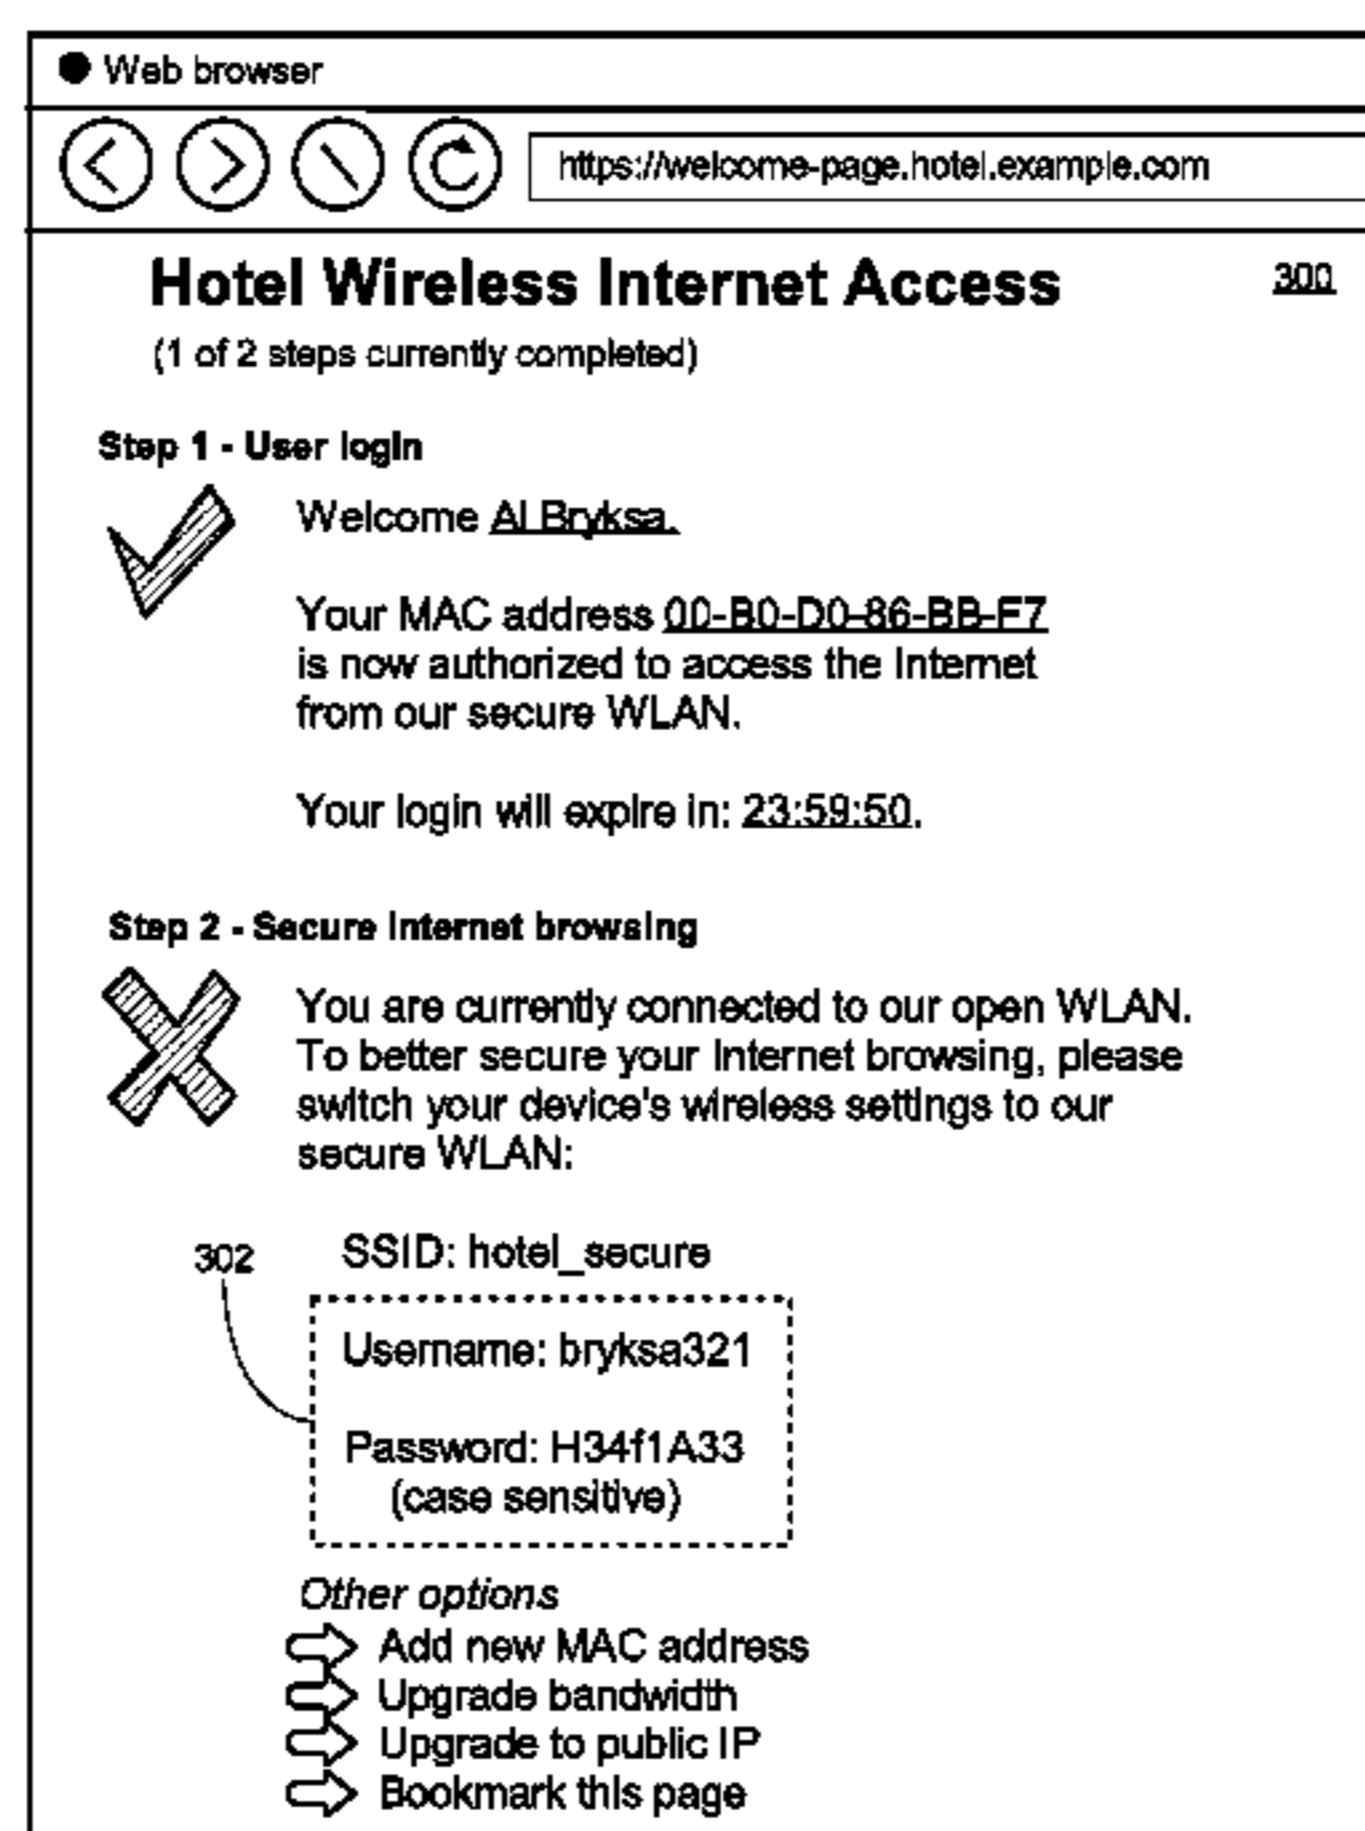 Web browser
https://welcome-page.hotel.example.com
Hotel Wireless Internet Access
300
(1 of 2 steps currently completed)
Step 1 - User login
Welcome Al Bryksa.
Your MAC address 00-B0-D0-86-BB-F7
is now authorized to access the Internet
from our secure WLAN.
Your login will expire in: 23:59:50.
Step 2 - Secure Internet browsing
You are currently connected to our open WLAN.
To better secure your Internet browsing, please
switch your device's wireless settings to our
secure WLAN:
302
SSID: hotel_secure
Username: bryksa321
Password: H34f1A33
(case sensitive)
Other options
Add new MAC address
Upgrade bandwidth
Upgrade to public IP
Bookmark this page